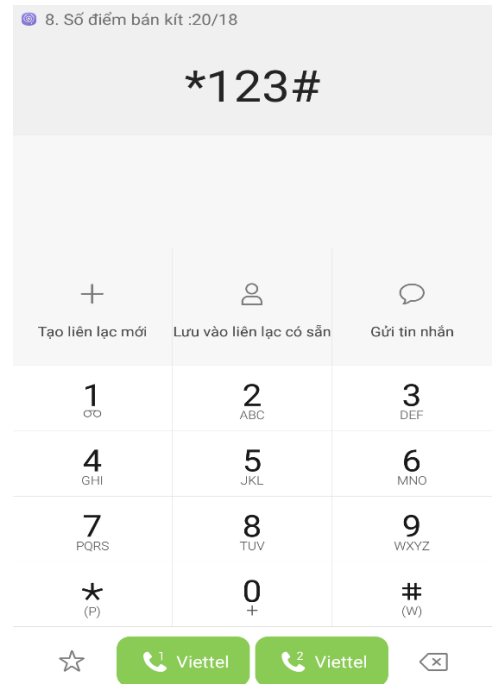 8. Số điểm bán kít :20/18
*123#
Tạo liên lạc mới
Lưu vào liên lạc có sẵn
Gửi tin nhắn
1
2
ABC
3
DEF
4
GHI
5
JKL
6
MNO
7
PQRS
8
TUV
9
WXYZ
*
(P)
0
+
#
(W)
1 Viettel
2 Viettel